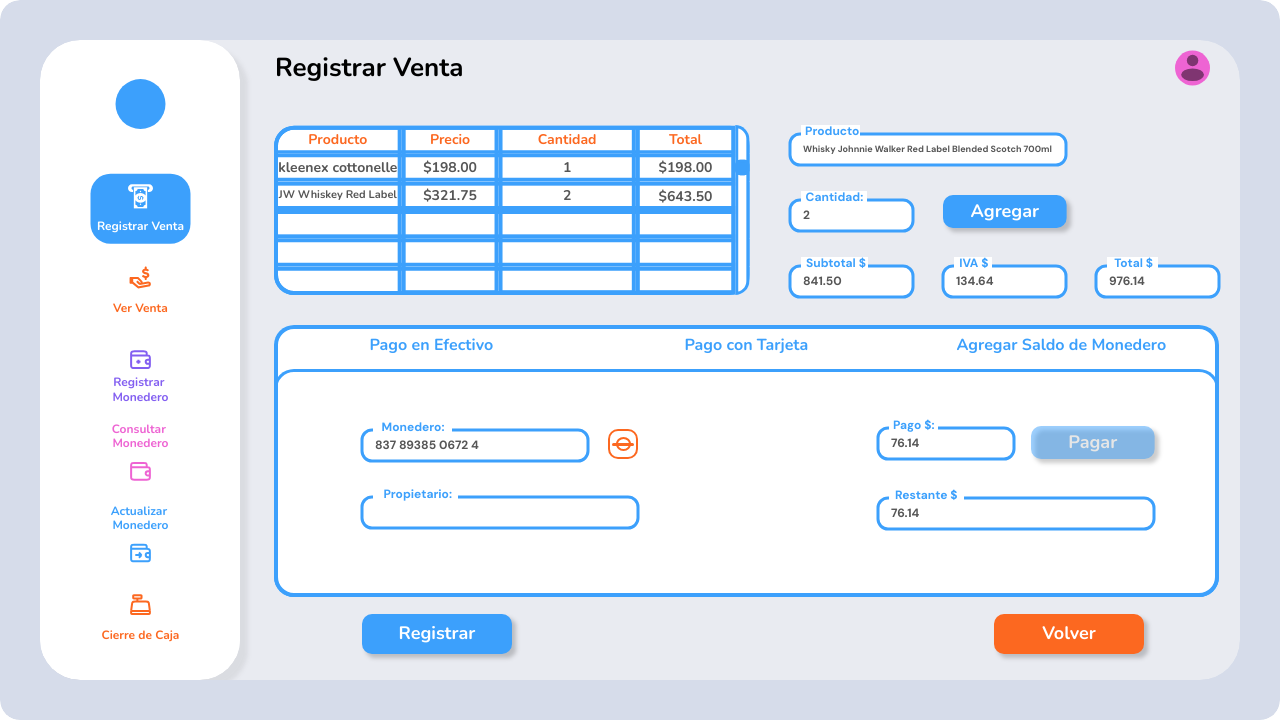 Registrar Venta
Registrar Venta
Ver Venta
Registrar
Monedero
Consultar
Monedero
Actualizar
Monedero
Cierre de Caja
Producto Precio Cantidad Total
kleenex cottonelle $198.00 1 $198.00
JW Whiskey Red Label $321.75 2 $643.50
Producto
Whisky Johnnie Walker Red Label Blended Scotch 700ml
Cantidad:
2
Agregar
Subtotal $ IVA $ Total $
841.50 134.64 976.14
Pago en Efectivo Pago con Tarjeta Agregar Saldo de Monedero
Monedero:
837 89385 0672 4
Propietario:
Pago $:
76.14
Pagar
Restante $
76.14
Registrar
Volver